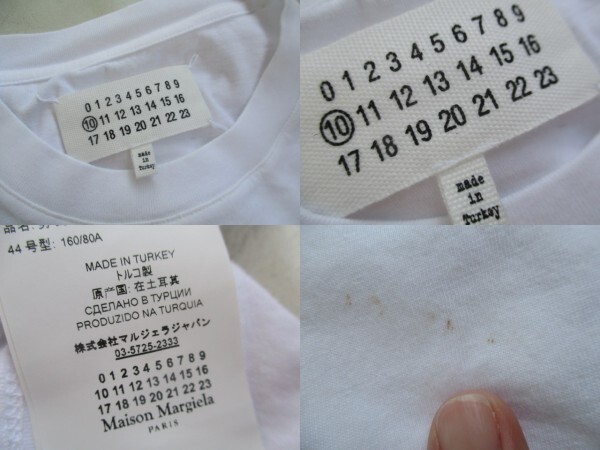 0 1 2 3 4 5 6 7 8 9
10 11 12 13 14 15 16
17 18 19 20 21 22 23
made
in
Turkey
0 1 2 3 4 5 6 7 8 9
10 11 12 13 14 15 16
17 18 19 20 21 22 23
made
in
Turkey
44 号型: 160/80A
MADE IN TURKEY
トルコ製
原产国: 在土耳其
СДЕЛАНО В ТУРЦИИ
PRODUZIDO NA TURQUIA
株式会社マルジェラジャパン
03-5725-2333
0 1 2 3 4 5 6 7 8 9
10 11 12 13 14 15 16
17 18 19 20 21 22 23
Maison Margiela
PARIS